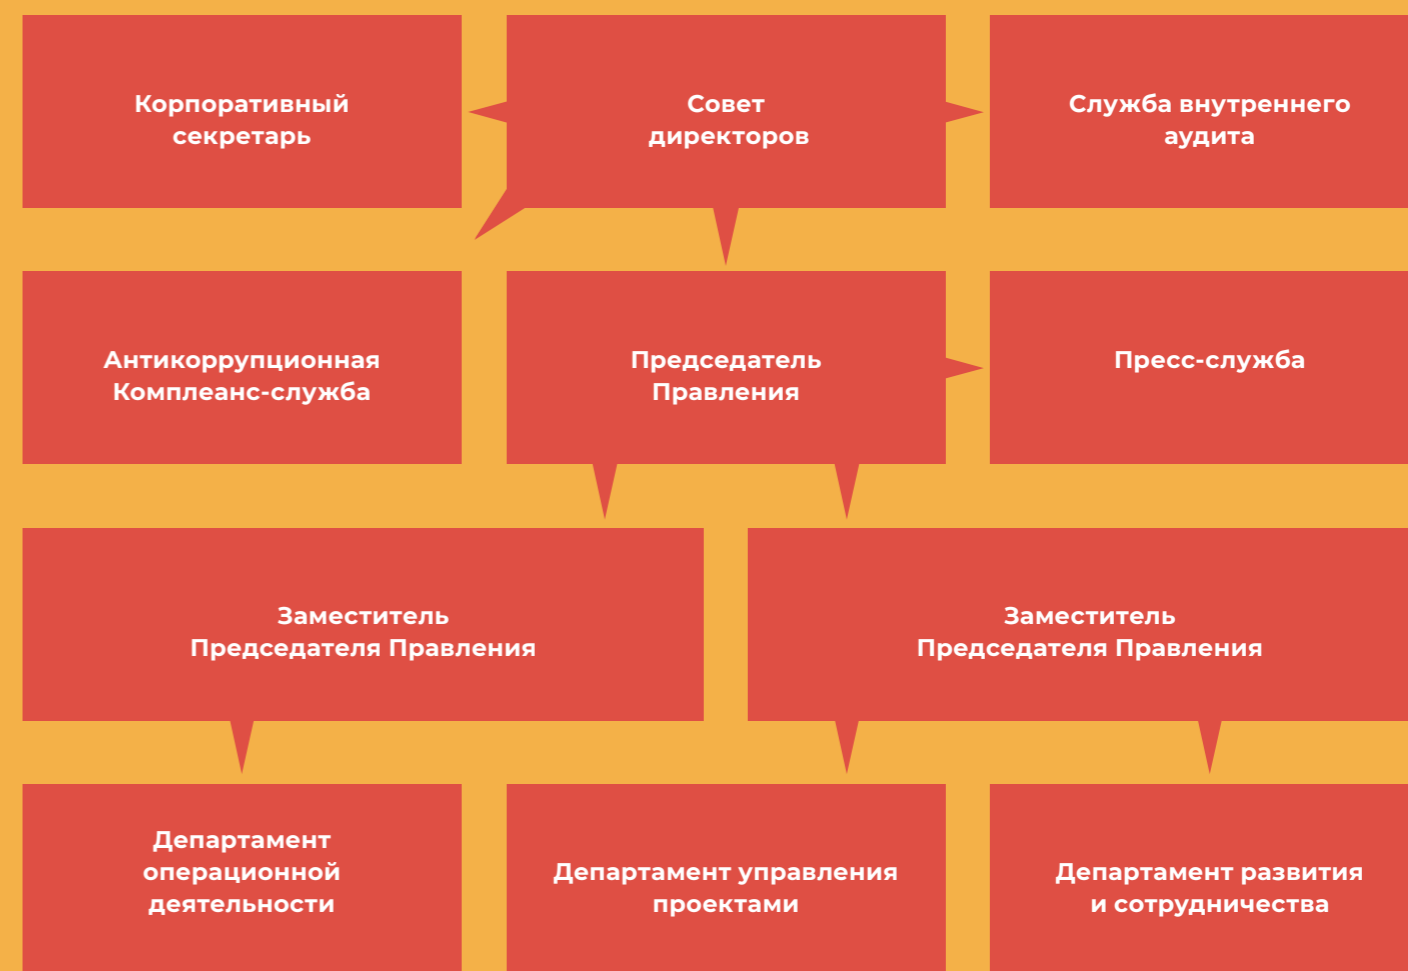 Корпоративный
секретарь
Совет
директоров
Служба внутреннего
аудита
Антикоррупционная
Комплеанс-служба
Председатель
Правления
Пресс-служба
Заместитель
Председателя Правления
Заместитель
Председателя Правления
Департамент
операционной
деятельности
Департамент управления
проектами
Департамент развития
и сотрудничества